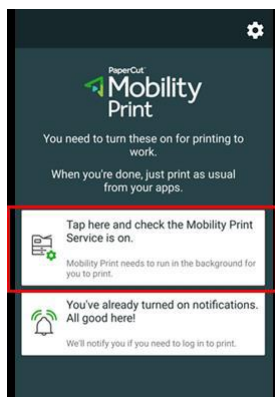 PaperCut
Mobility
Print
You need to turn these on for printing to
work.
When you're done, just print as usual
from your apps.
Tap here and check the Mobility Print
Service is on.
Mobility Print needs to run in the background for
you to print.
You've already turned on notifications.
All good here!
We'll notify you if you need to log in to print.